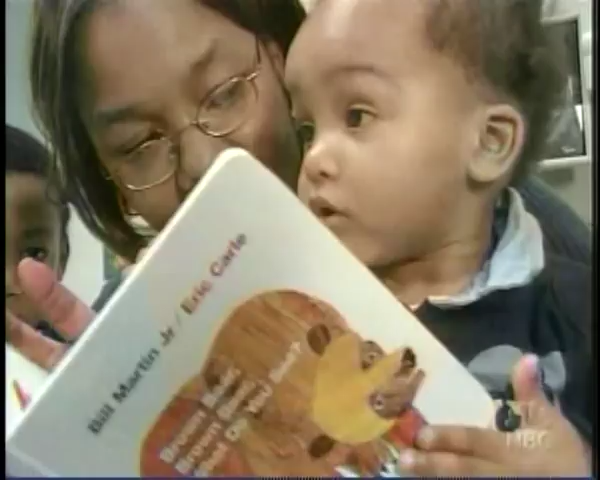 Bill Martin Jr / Eric Carle
Brown Bear,
Brown Bear,
What Do You See?
NBC